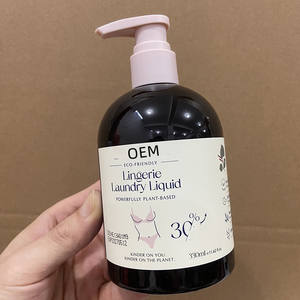 OEM
ECO-FRIENDLY
Lingerie
Laundry Liquid
POWERFULLY PLANT-BASED
30%
KINDER ON YOU.
KINDER ON THE PLANET.